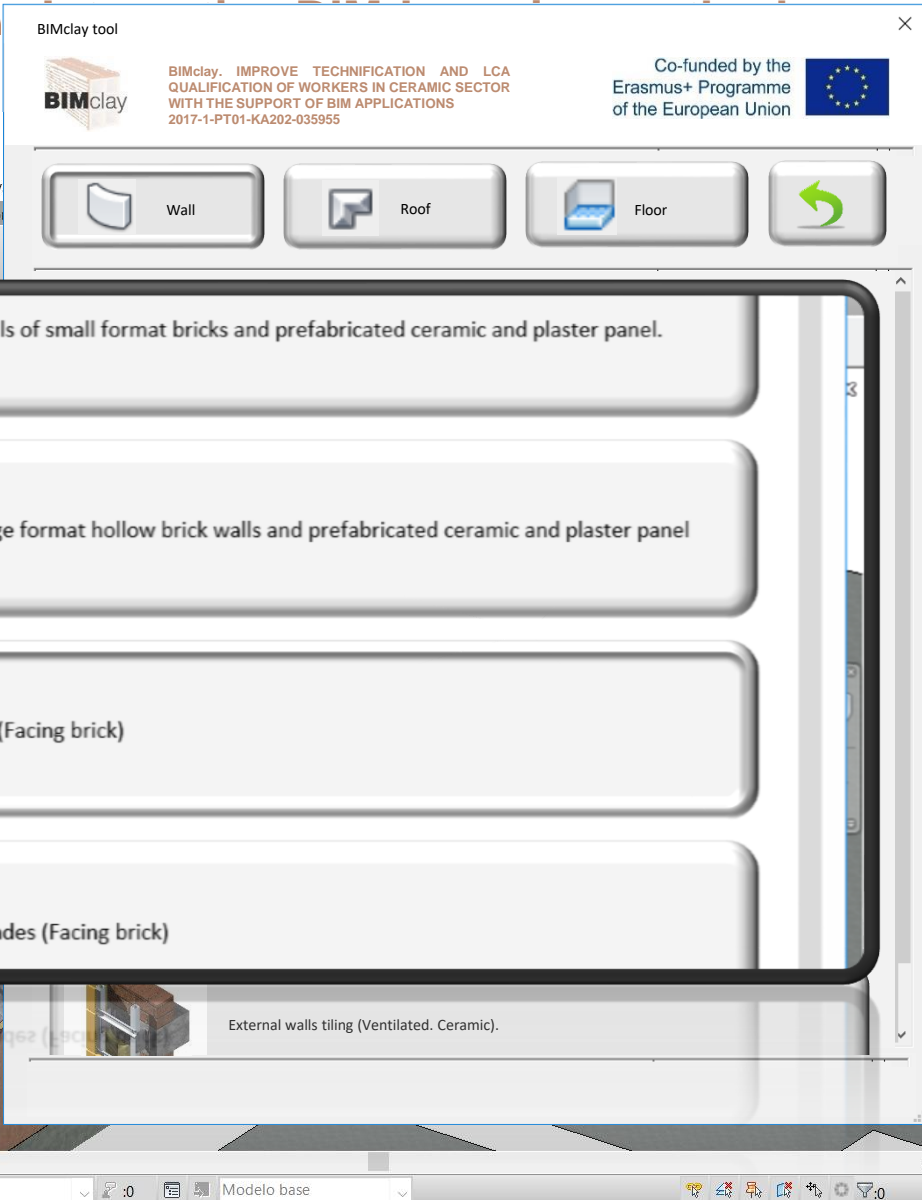 BIMclay tool
BIMclay
BIMclay. IMPROVE TECHNIFICATION AND LCA
QUALIFICATION OF WORKERS IN CERAMIC SECTOR
WITH THE SUPPORT OF BIM APPLICATIONS
2017-1-PT01-KA202-035955
Co-funded by the
Erasmus+ Programme
of the European Union
Wall
Roof
Floor
ls of small format bricks and prefabricated ceramic and plaster panel.
ge format hollow brick walls and prefabricated ceramic and plaster panel
(Facing brick)
ades (Facing brick)
External walls tiling (Ventilated. Ceramic).
:0
Modelo base
:0